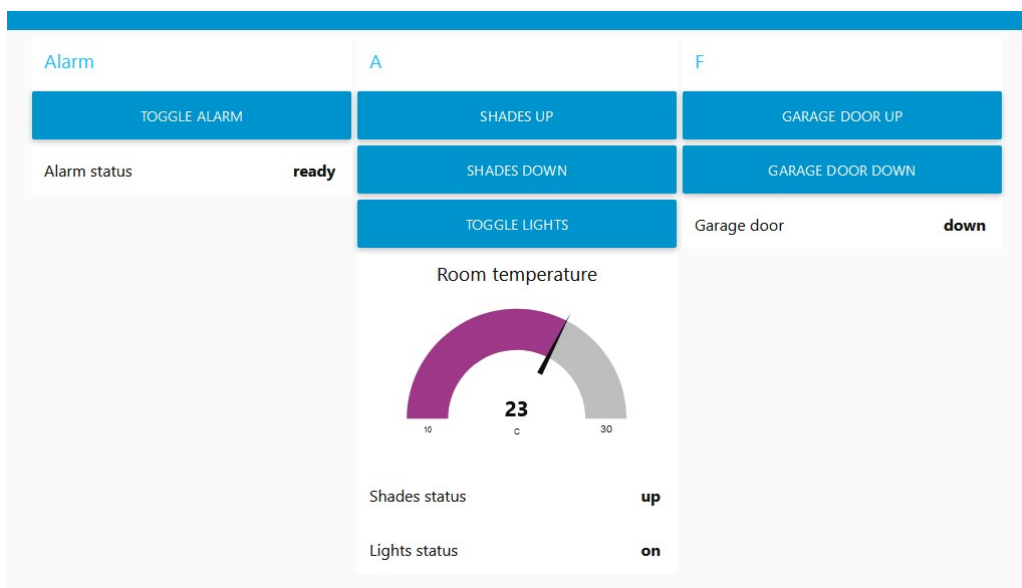 Alarm
TOGGLE ALARM
Alarm status ready
A
SHADES UP
SHADES DOWN
TOGGLE LIGHTS
Room temperature
23
10 C 30
Shades status up
Lights status on
F
GARAGE DOOR UP
GARAGE DOOR DOWN
Garage door down